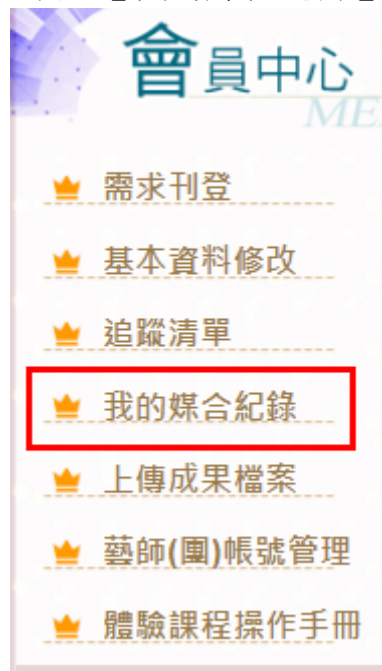 會員中心
ME
需求刊登
基本資料修改
追蹤清單
我的媒合紀錄
上傳成果檔案
藝師(團)帳號管理
體驗課程操作手冊